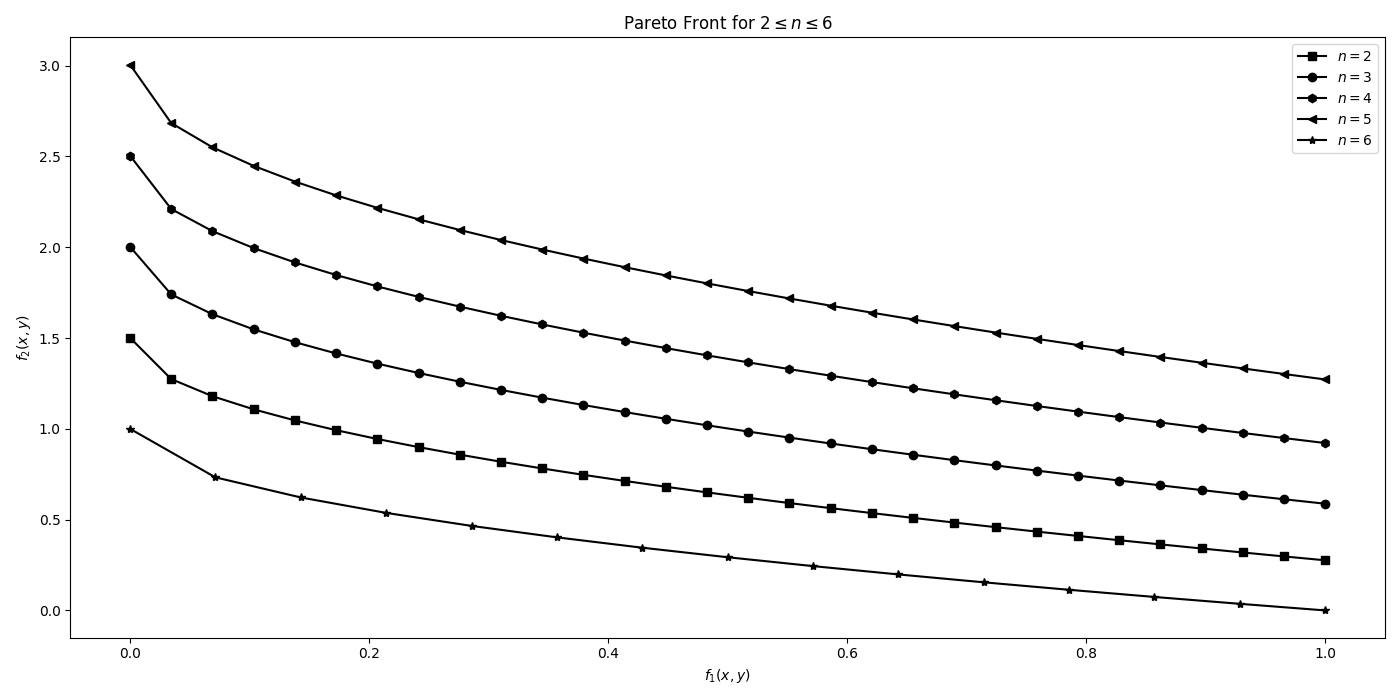 Pareto Front for 2 ≤ n ≤ 6
n = 2
n = 3
n = 4
n = 5
n = 6
f₂(x, y)
3.0
2.5
2.0
1.5
1.0
0.5
0.0
0.0 0.2 0.4 0.6 0.8 1.0
f₁(x, y)